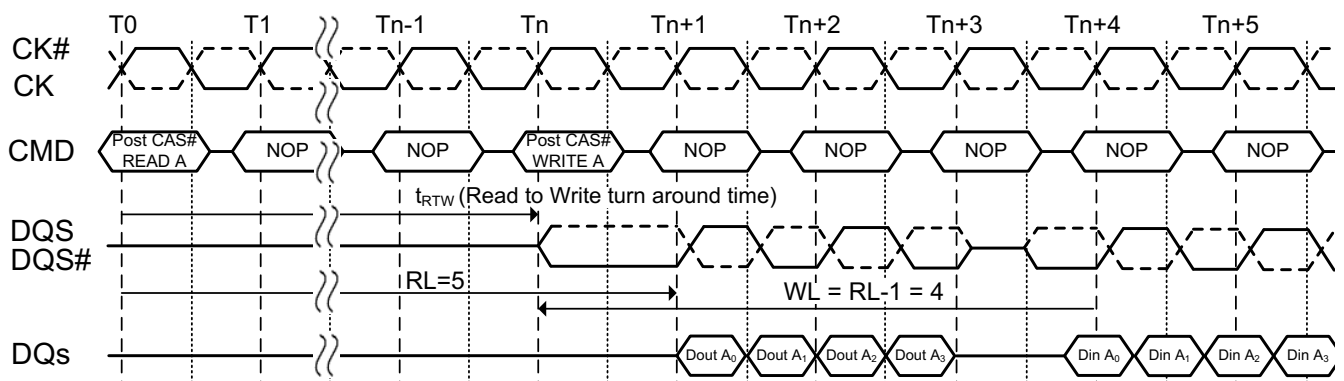 T0 T1 Tn-1 Tn Tn+1 Tn+2 Tn+3 Tn+4 Tn+5
CK#
CK
CMD Post CAS# READ A NOP NOP Post CAS# WRITE A NOP NOP NOP NOP NOP
tRTW (Read to Write turn around time)
DQS
DQS#
RL=5 WL = RL-1 = 4
DQs Dout A0 Dout A1 Dout A2 Dout A3 Din A0 Din A1 Din A2 Din A3